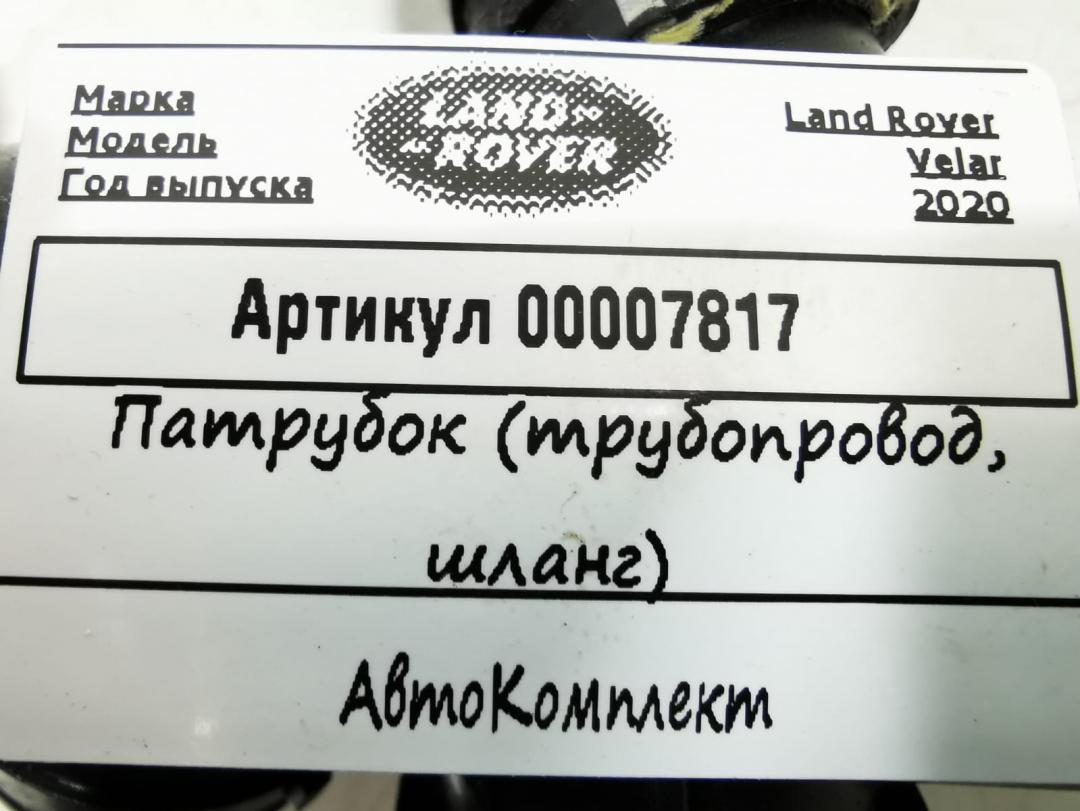 Марка
Модель
Год выпуска
LAND
ROVER
Land Rover
Velar
2020
Артикул 00007817
Патрубок (трубопровод,
шланг)
АвтоКомплект